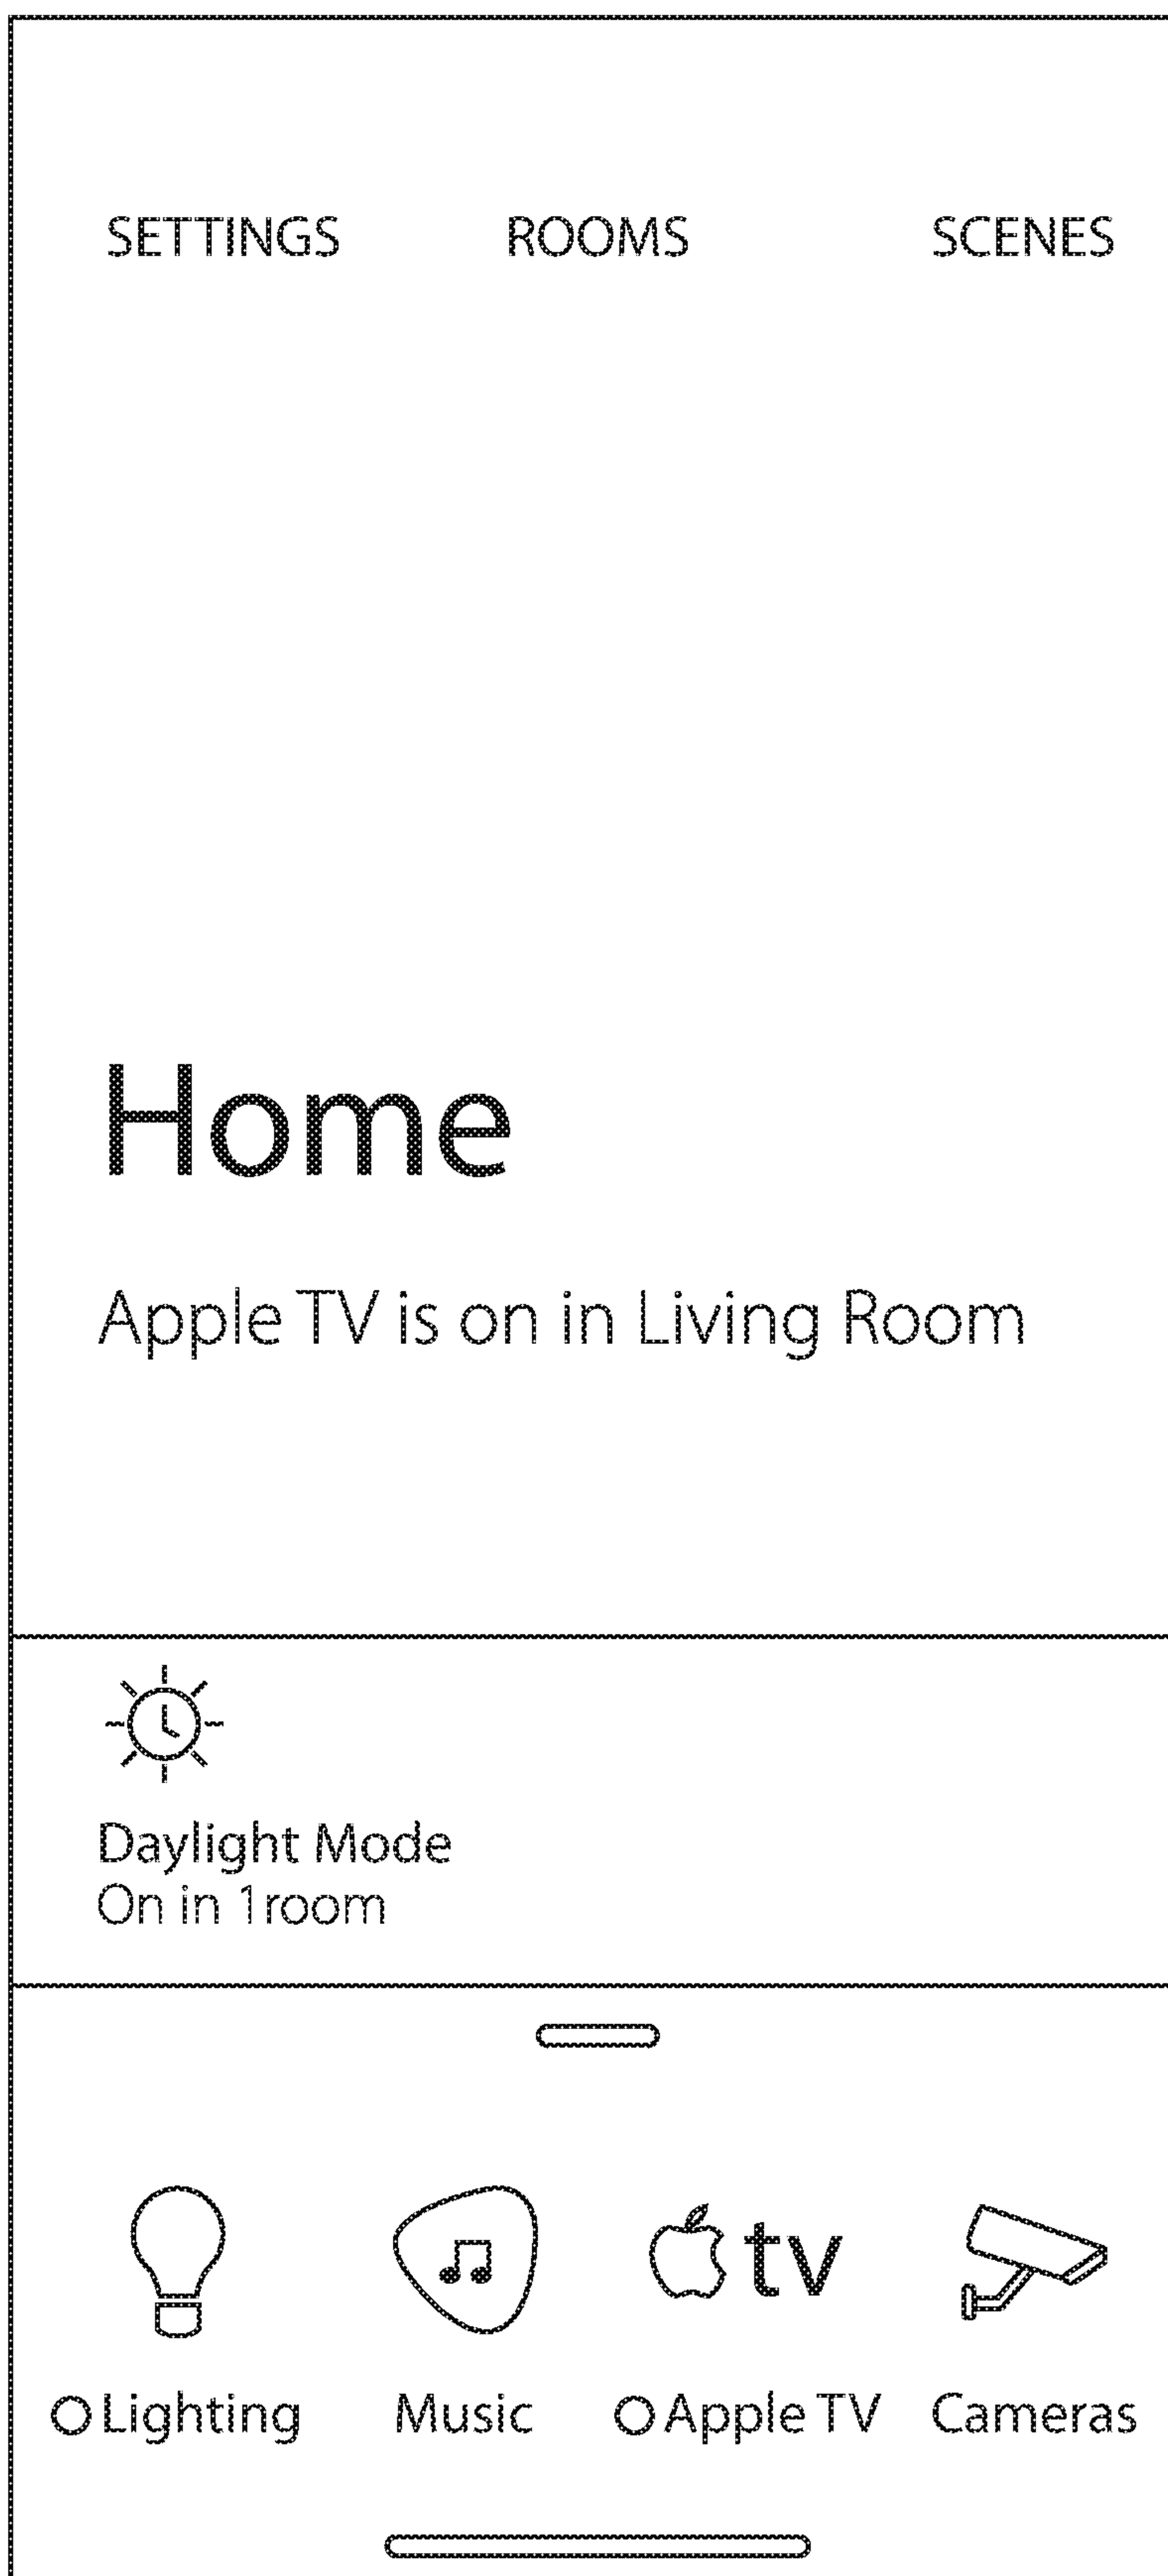 SETTINGS ROOMS SCENES
Home
Apple TV is on in Living Room
Daylight Mode
On in 1room
tv
Lighting Music Apple TV Cameras